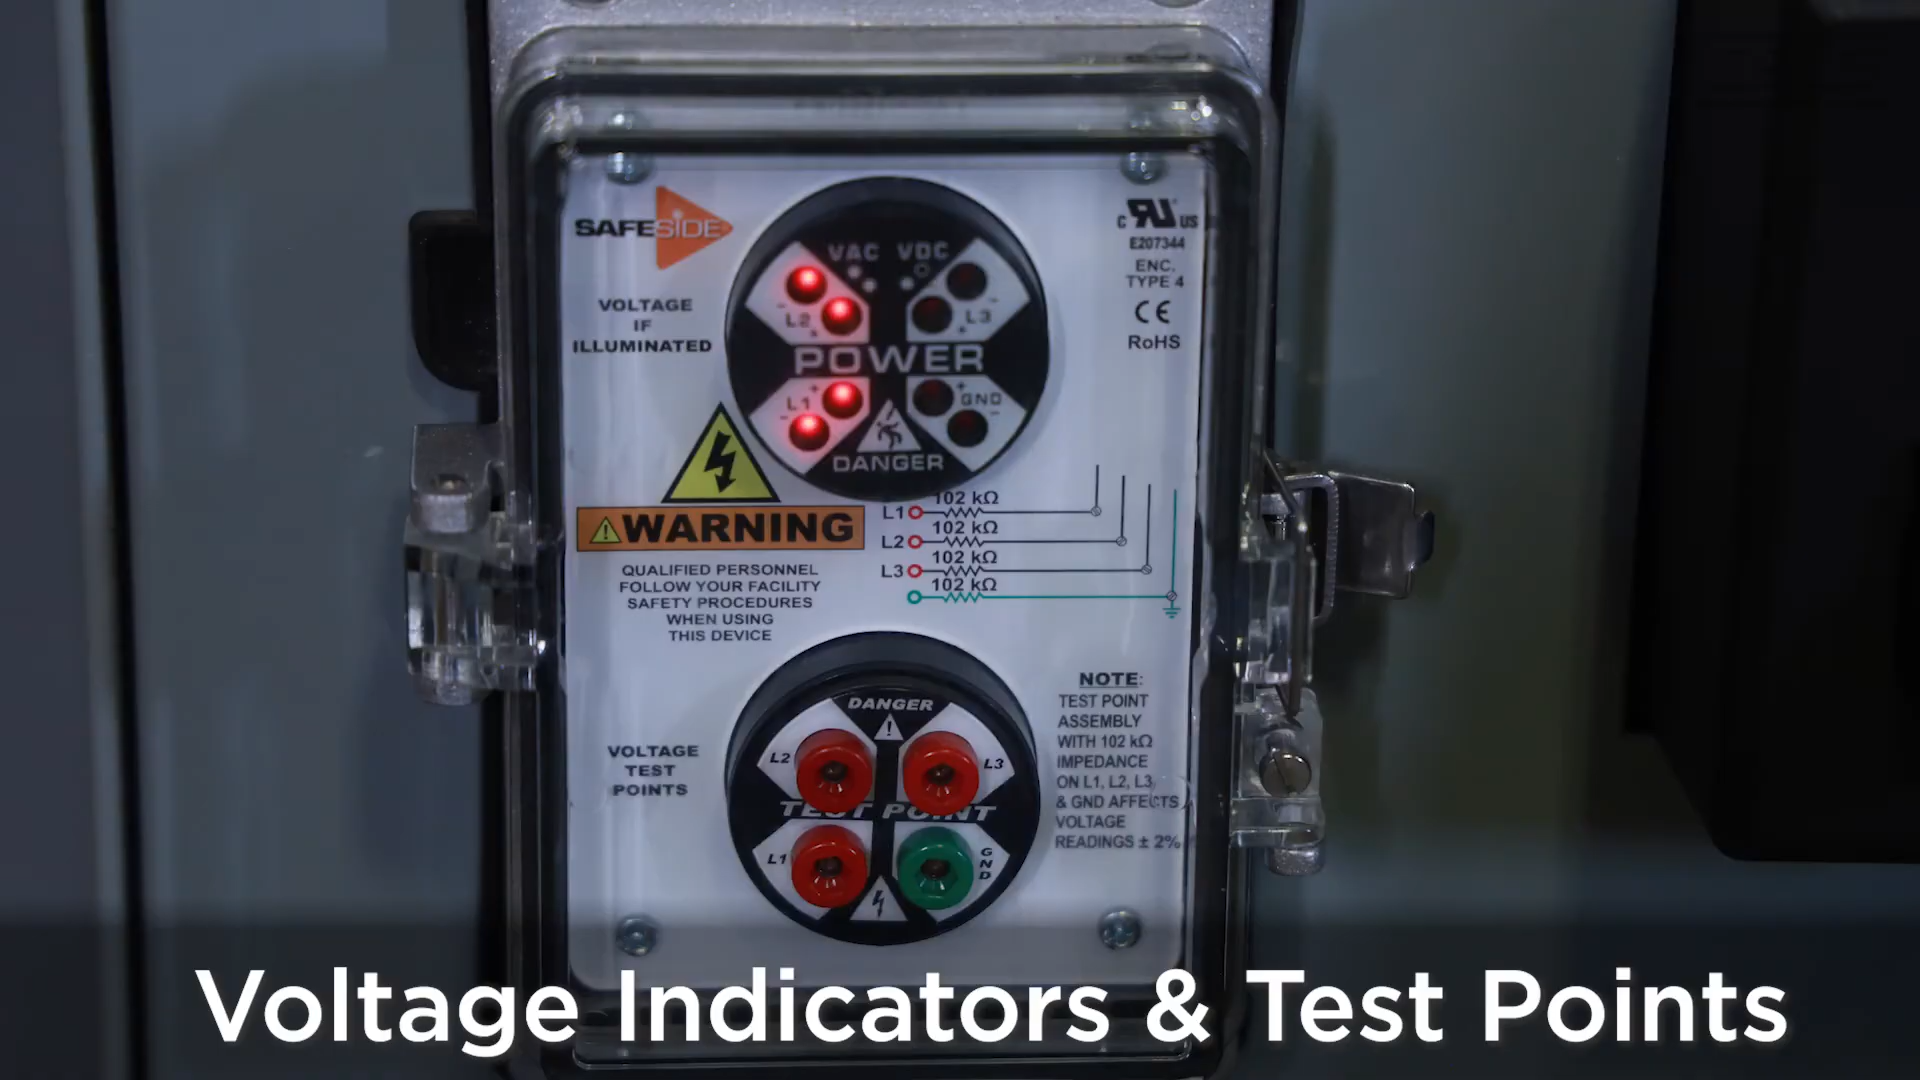 SAFESIDE
VOLTAGE
IF
ILLUMINATED
VAC VDC
- L2 +
L3 - +
POWER
L1 + -
+ GND -
DANGER
C RU US
E207344
ENC.
TYPE 4
CE
RoHS
WARNING
QUALIFIED PERSONNEL
FOLLOW YOUR FACILITY
SAFETY PROCEDURES
WHEN USING
THIS DEVICE
102 kΩ
L1
102 kΩ
L2
102 kΩ
L3
102 kΩ
VOLTAGE
TEST
POINTS
DANGER
L2
L3
TEST POINT
L1
GND
NOTE:
TEST POINT
ASSEMBLY
WITH 102 kΩ
IMPEDANCE
ON L1, L2, L3
& GND AFFECTS
VOLTAGE
READINGS ± 2%
Voltage Indicators & Test Points